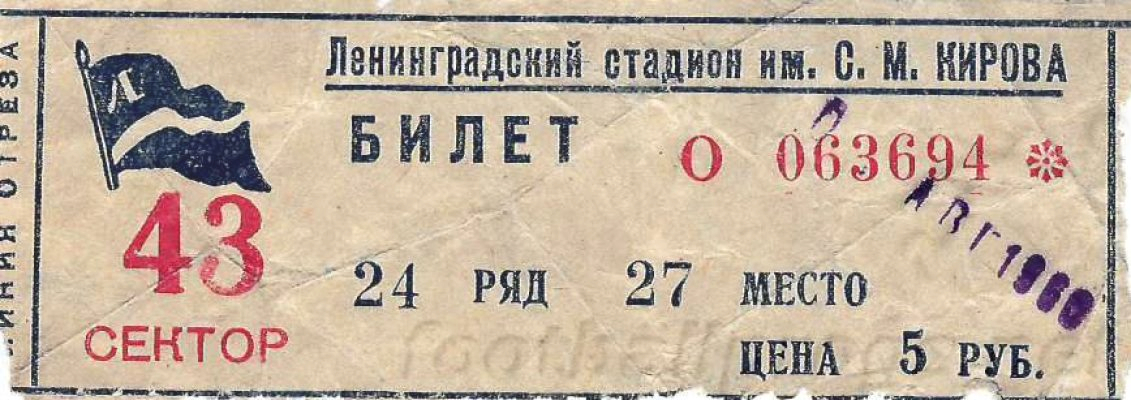 ЛИНИЯ ОТРЕЗА
Л
Ленинградский стадион им. С. М. КИРОВА
БИЛЕТ О 063694
43
СЕКТОР
24 РЯД 27 МЕСТО
АВГ 1960
ЦЕНА 5 РУБ.